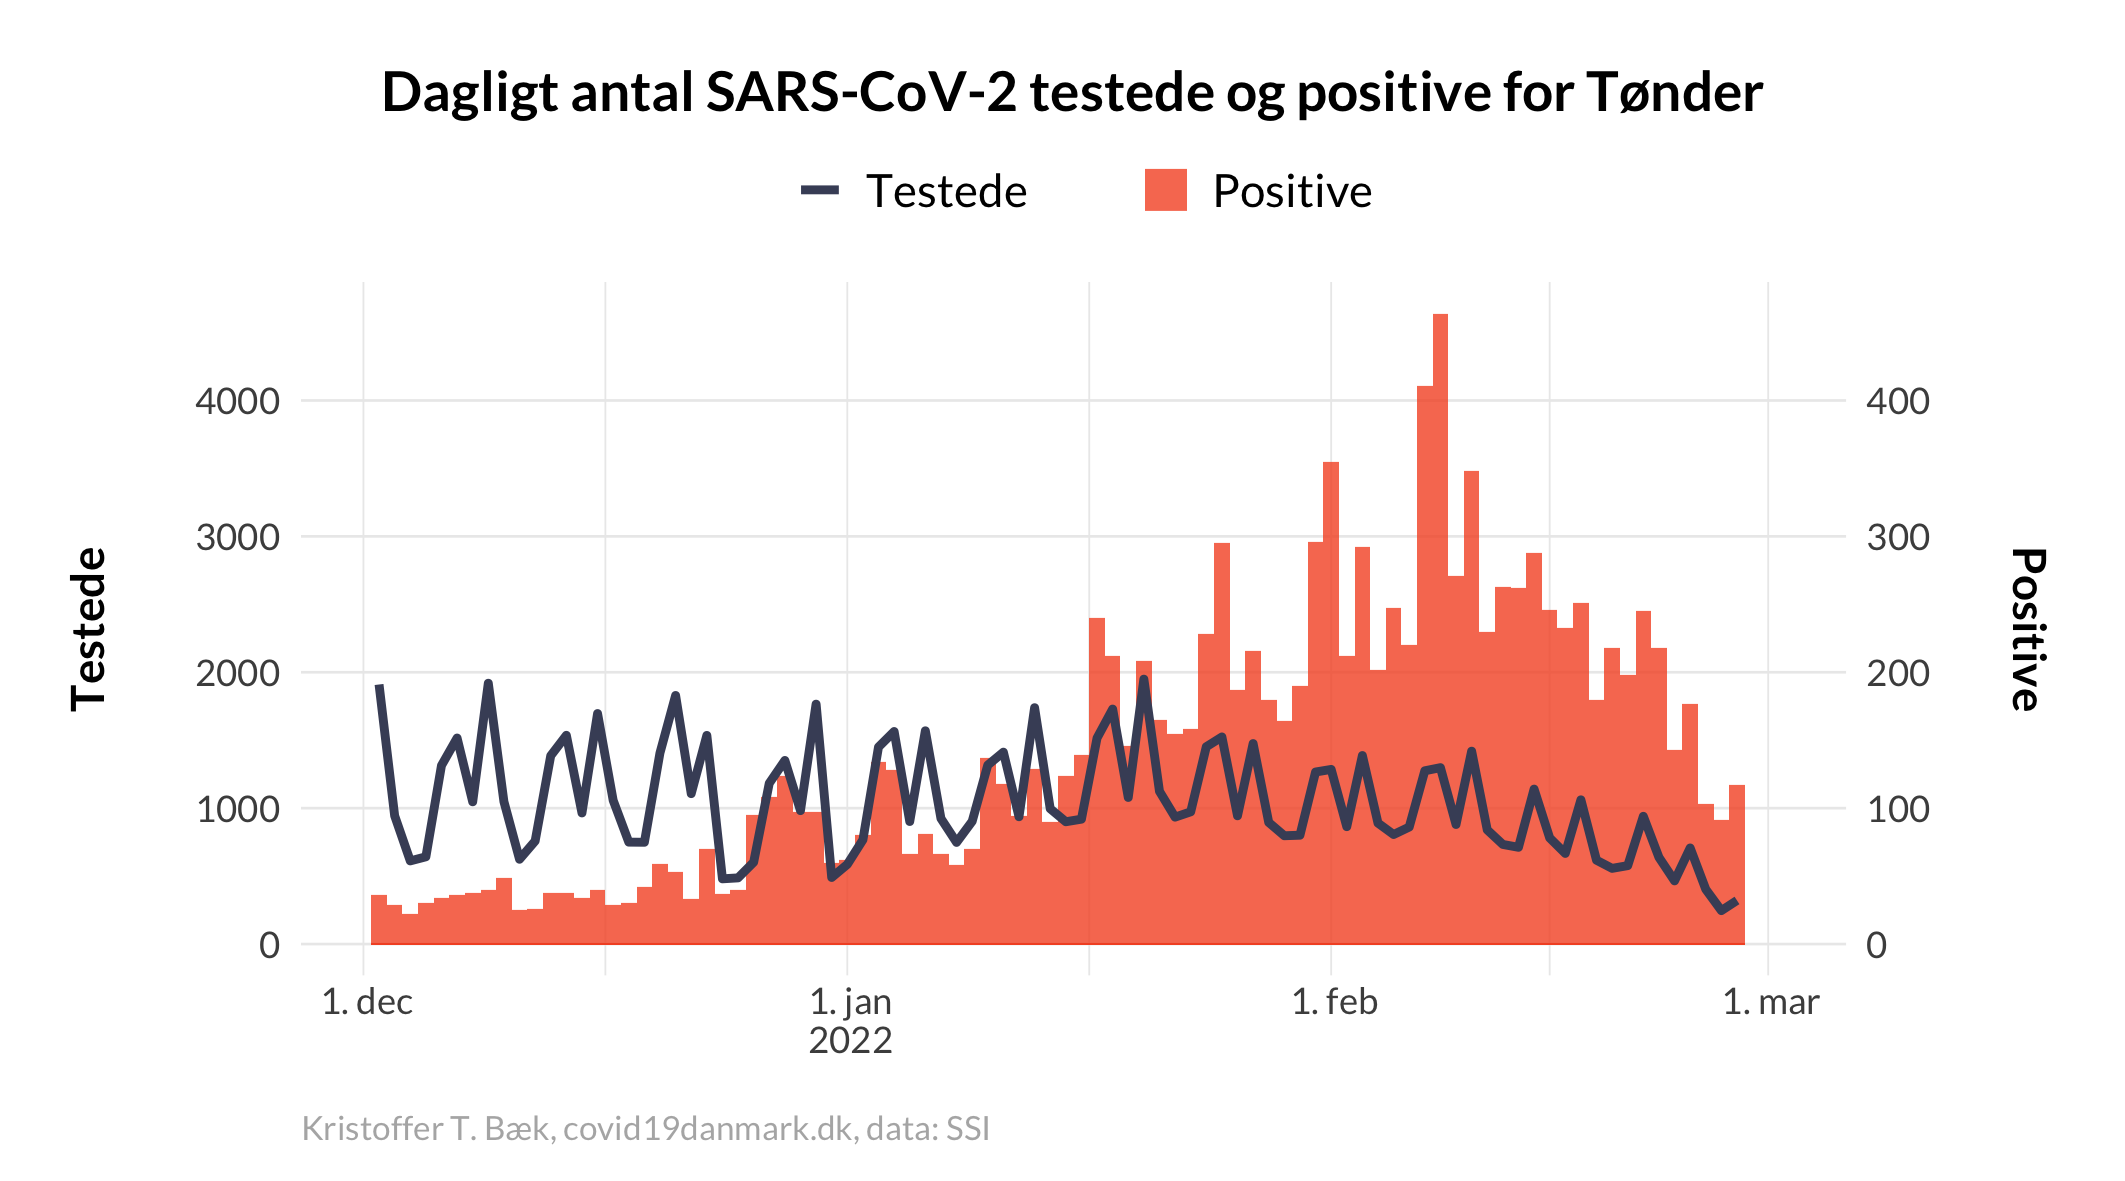 Dagligt antal SARS-CoV-2 testede og positive for Tønder
Testede
Positive
Testede
4000
3000
2000
1000
0
400
300
200
100
0
Positive
1. dec
1. jan
2022
1. feb
1. mar
Kristoffer T. Bæk, covid19danmark.dk, data: SSI